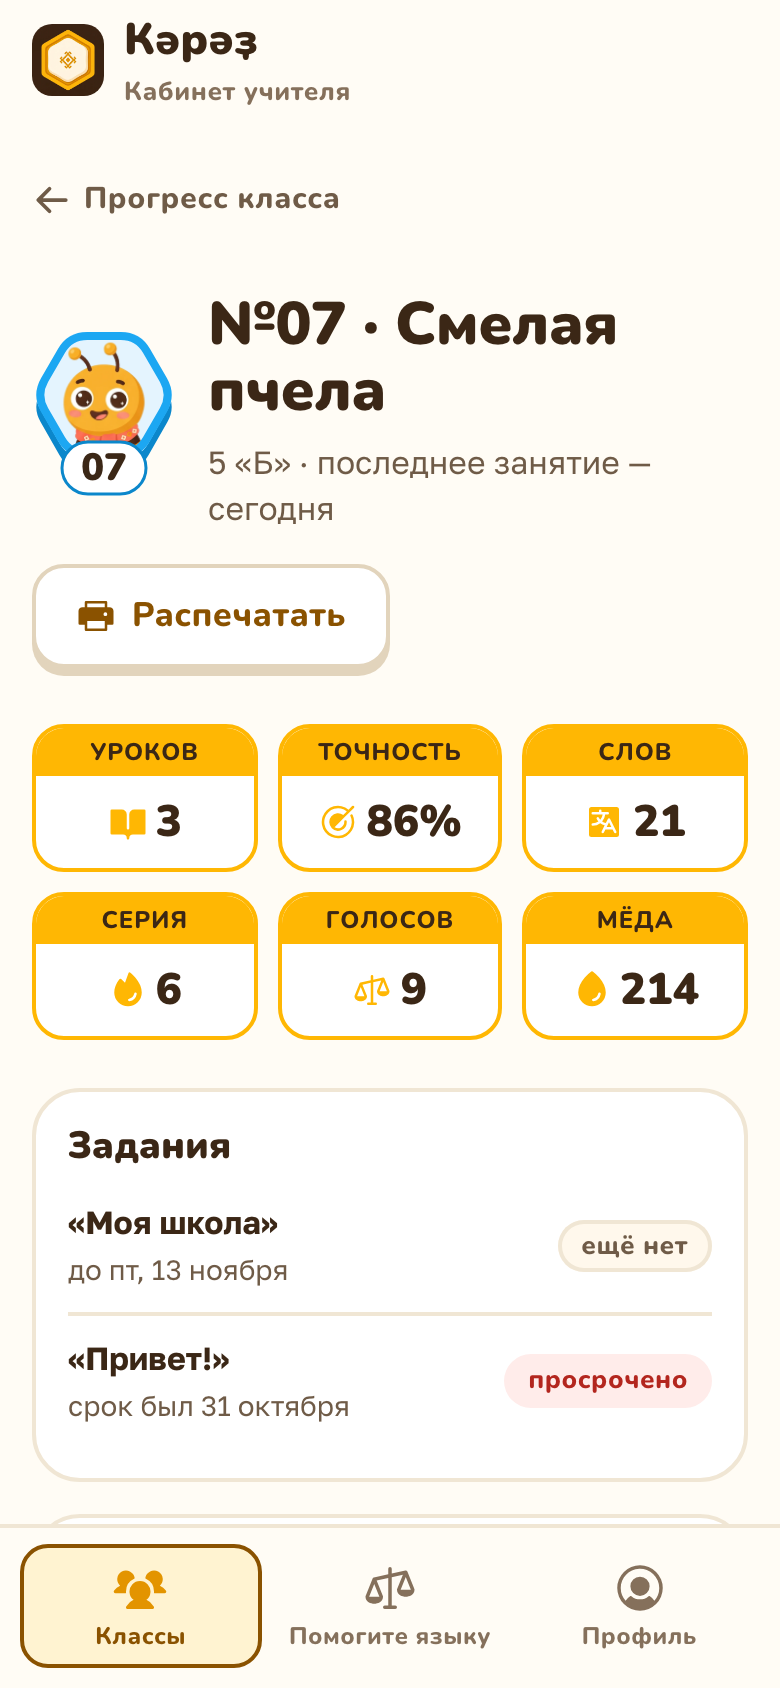 Кәрәҙ
Кабинет учителя
Прогресс класса
№07 · Смелая
пчела
07
5 «Б» · последнее занятие —
сегодня
Распечатать
УРОКОВ
3
ТОЧНОСТЬ
86%
СЛОВ
21
СЕРИЯ
6
ГОЛОСОВ
9
МЁДА
214
Задания
«Моя школа»
до пт, 13 ноября
ещё нет
«Привет!»
срок был 31 октября
просрочено
Классы
Помогите языку
Профиль